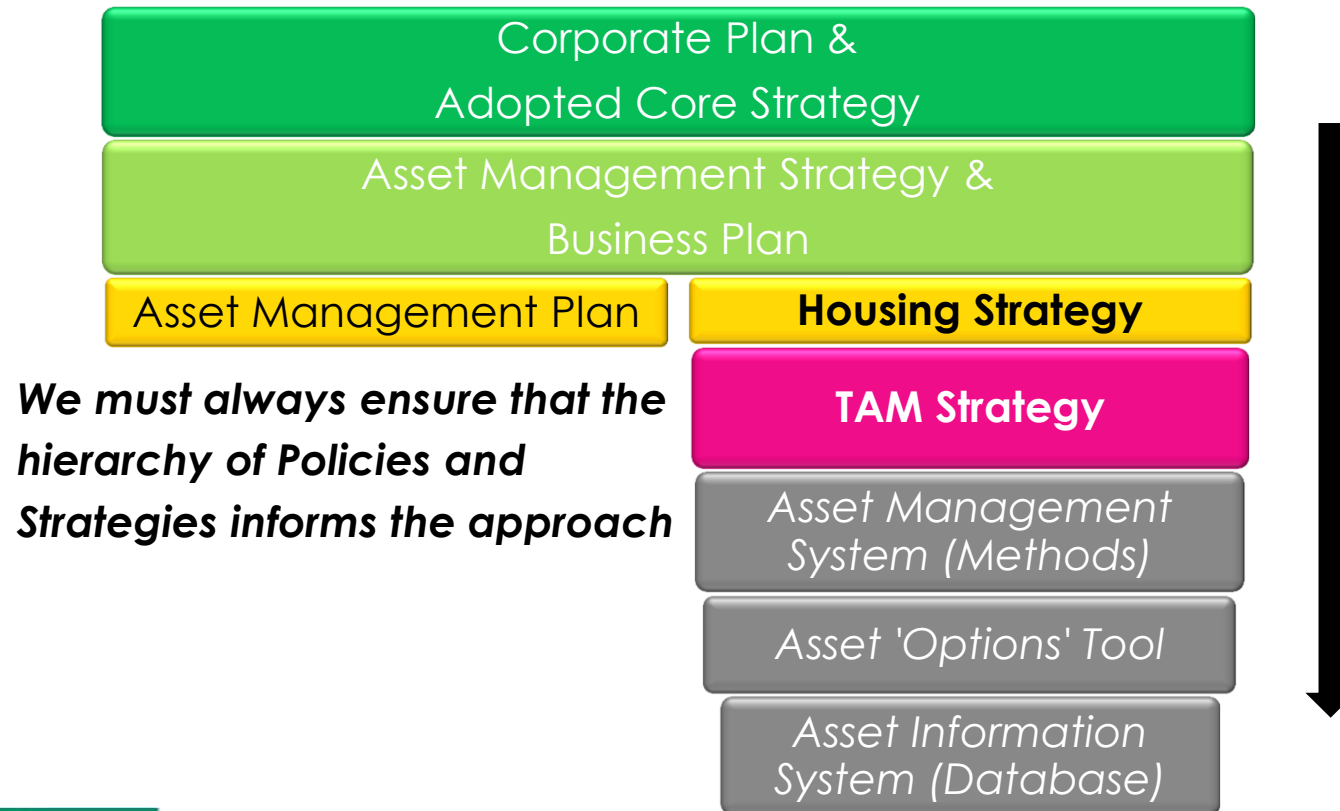 Corporate Plan &
Adopted Core Strategy
Asset Management Strategy &
Business Plan
Asset Management Plan
Housing Strategy
We must always ensure that the
hierarchy of Policies and
Strategies informs the approach
TAM Strategy
Asset Management
System (Methods)
Asset 'Options' Tool
Asset Information
System (Database)